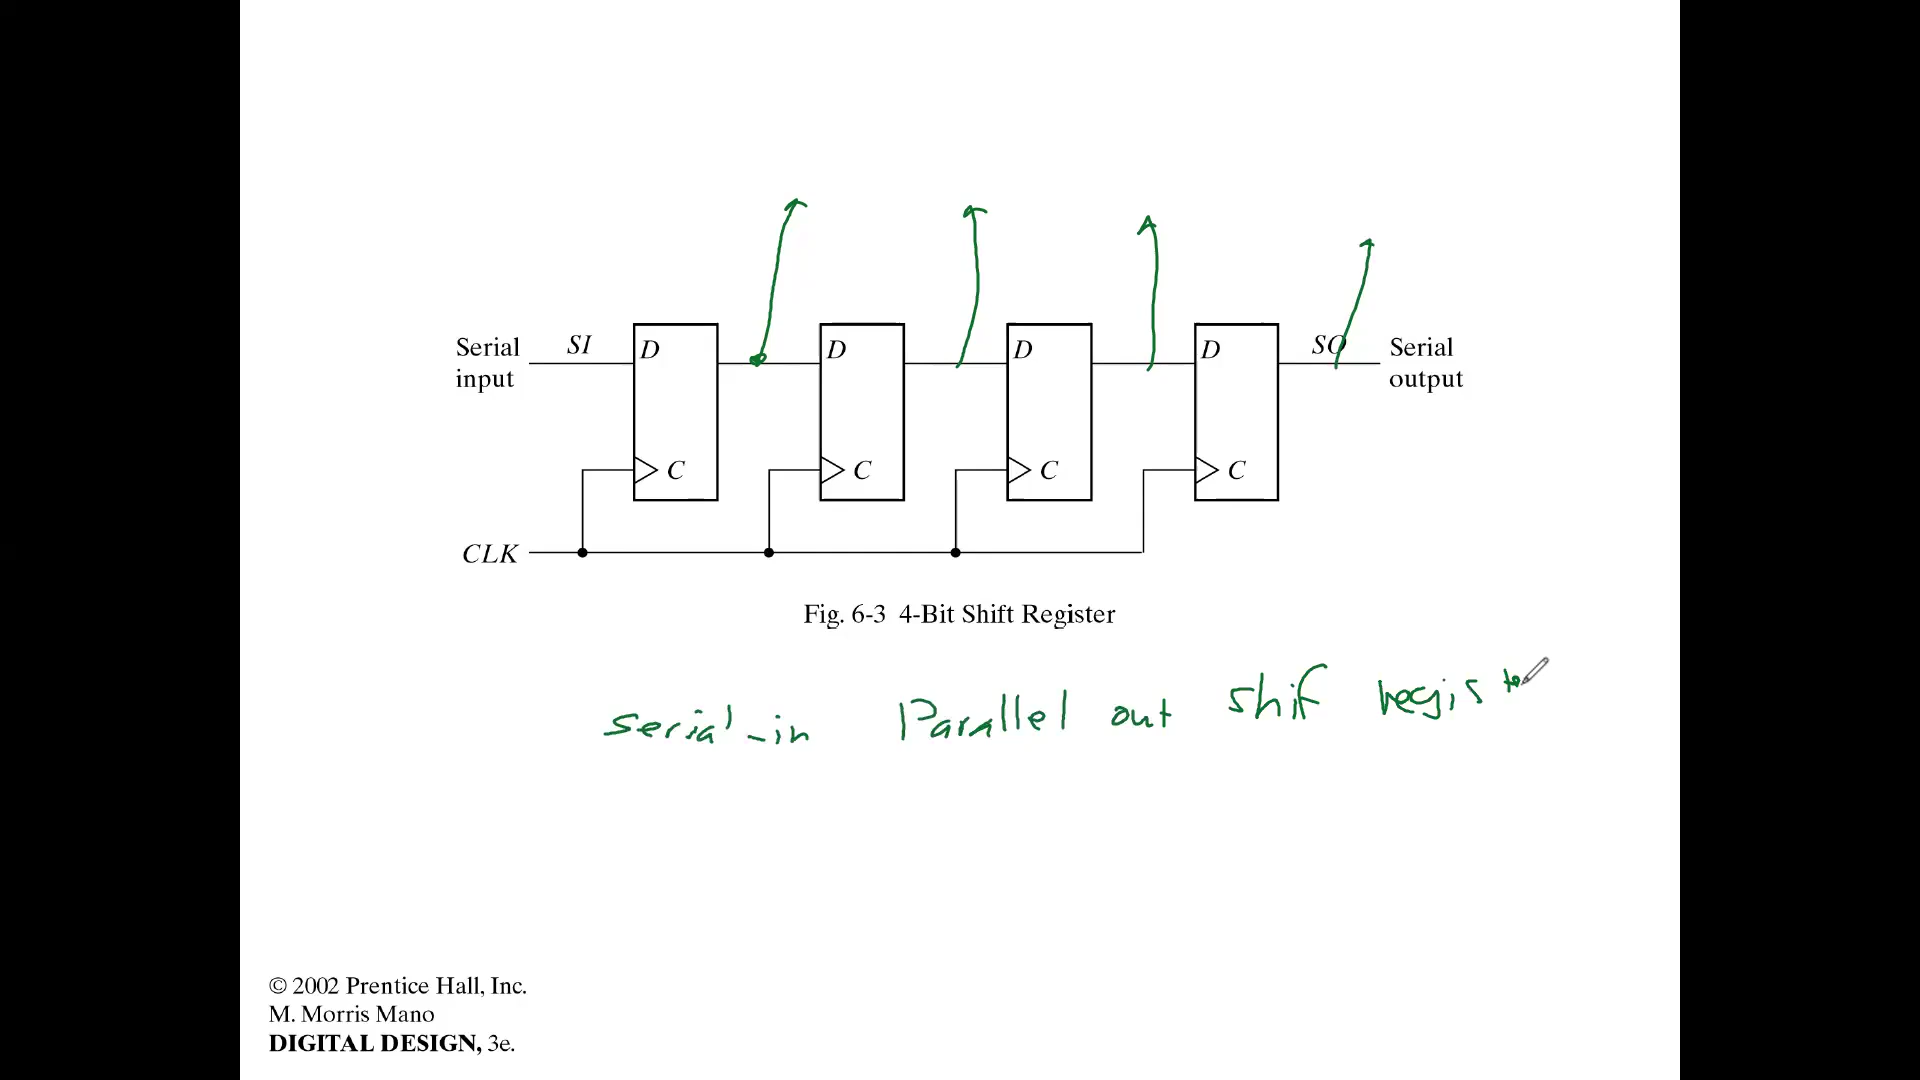 Serial input
SI
D
D
D
D
SO
Serial output
C
C
C
C
CLK
Fig. 6-3 4-Bit Shift Register
Serial-in Parallel out shif
© 2002 Prentice Hall, Inc.
M. Morris Mano
DIGITAL DESIGN, 3e.